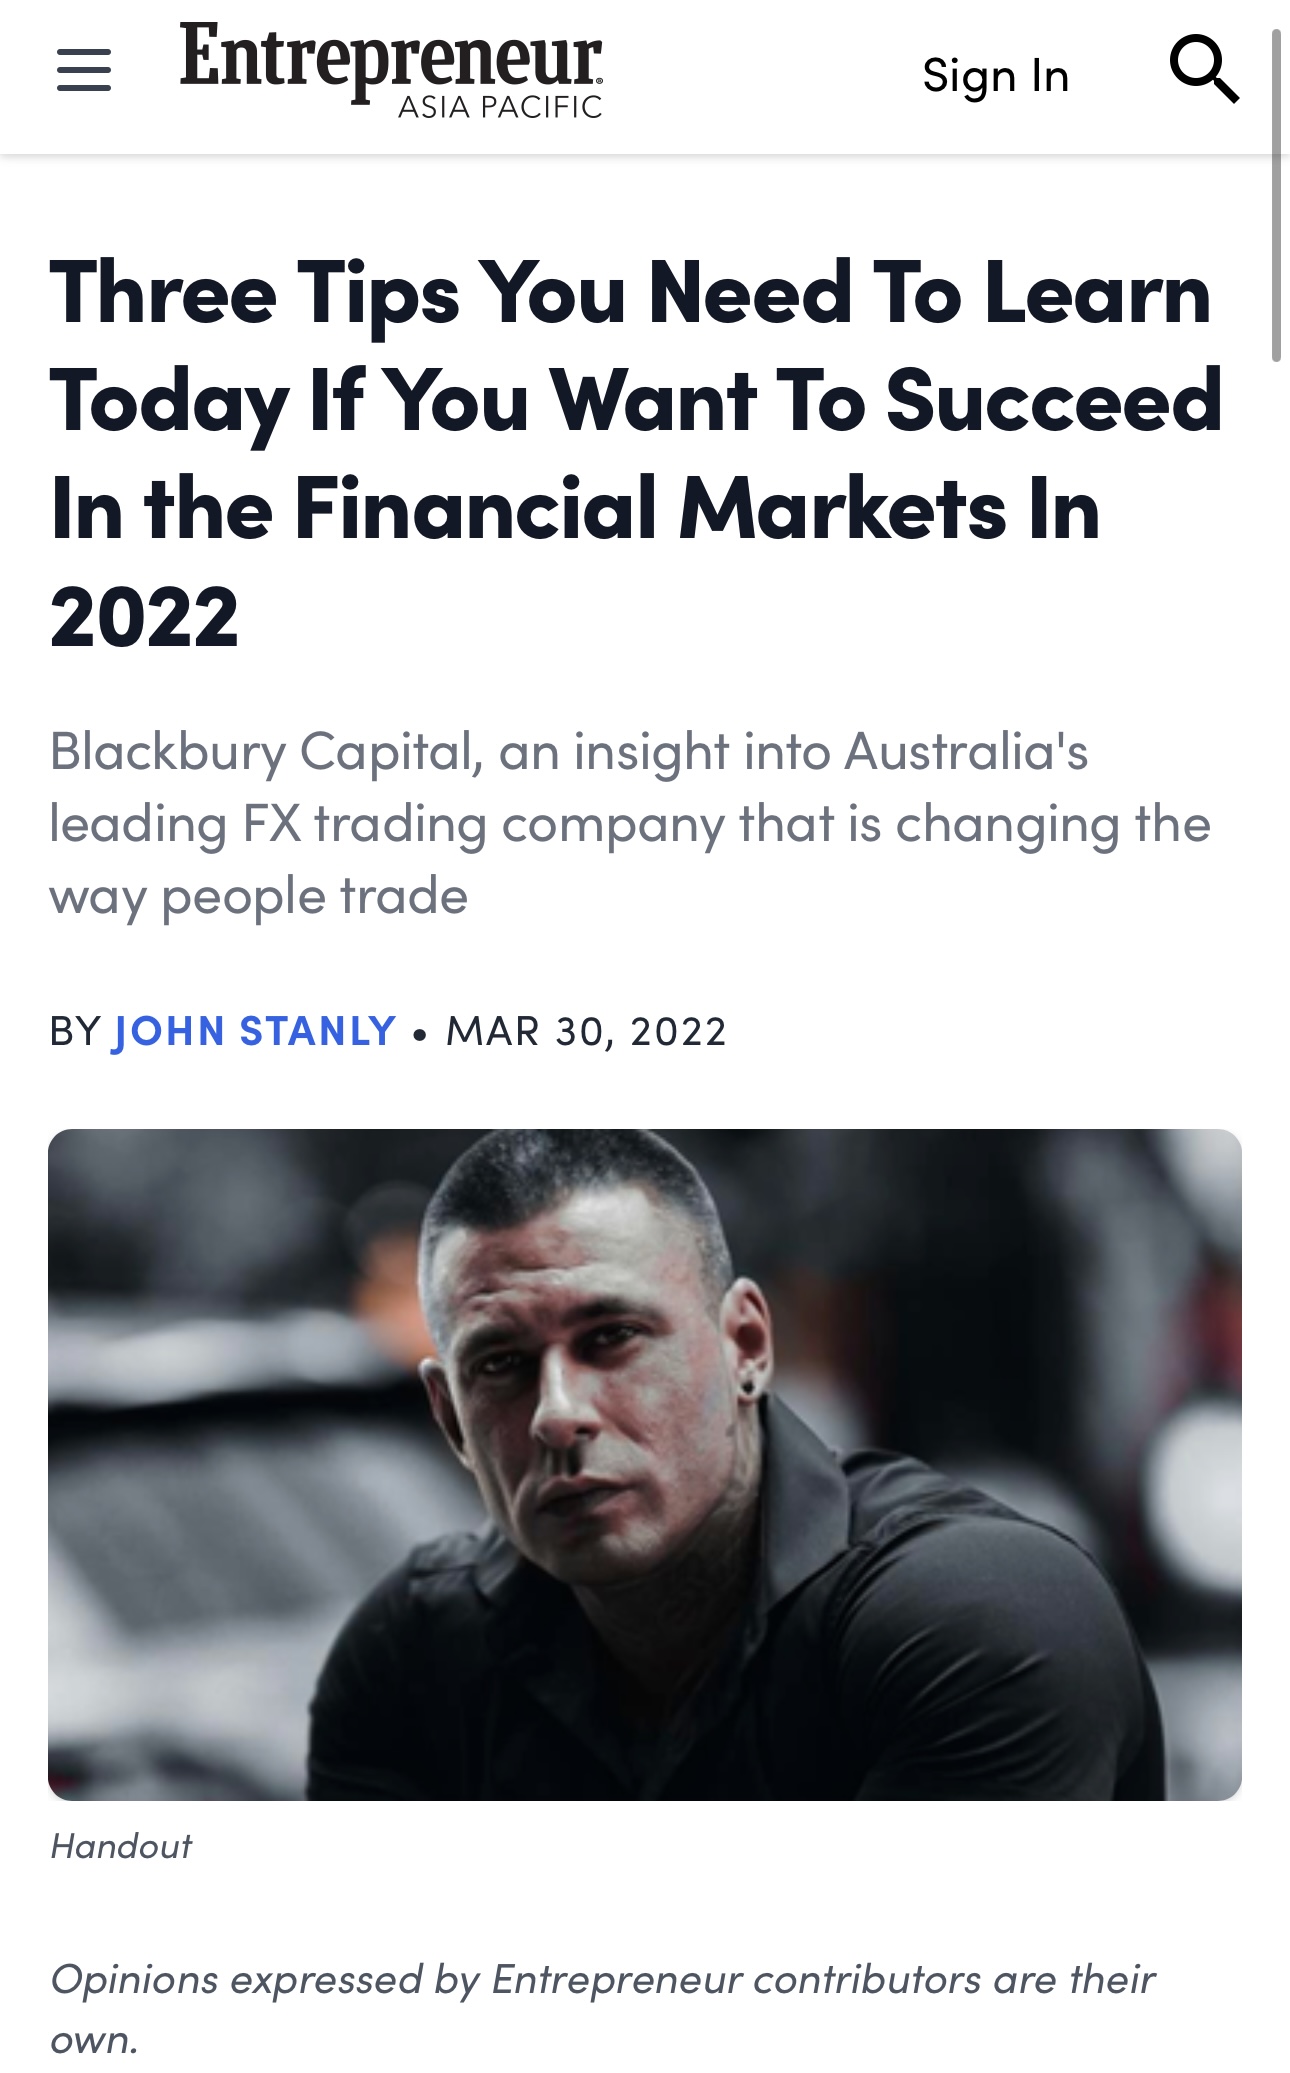 Entrepreneur®
ASIA PACIFIC
Sign In
Three Tips You Need To Learn
Today If You Want To Succeed
In the Financial Markets In
2022
Blackbury Capital, an insight into Australia's
leading FX trading company that is changing the
way people trade
BY JOHN STANLY • MAR 30, 2022
Handout
Opinions expressed by Entrepreneur contributors are their
own.